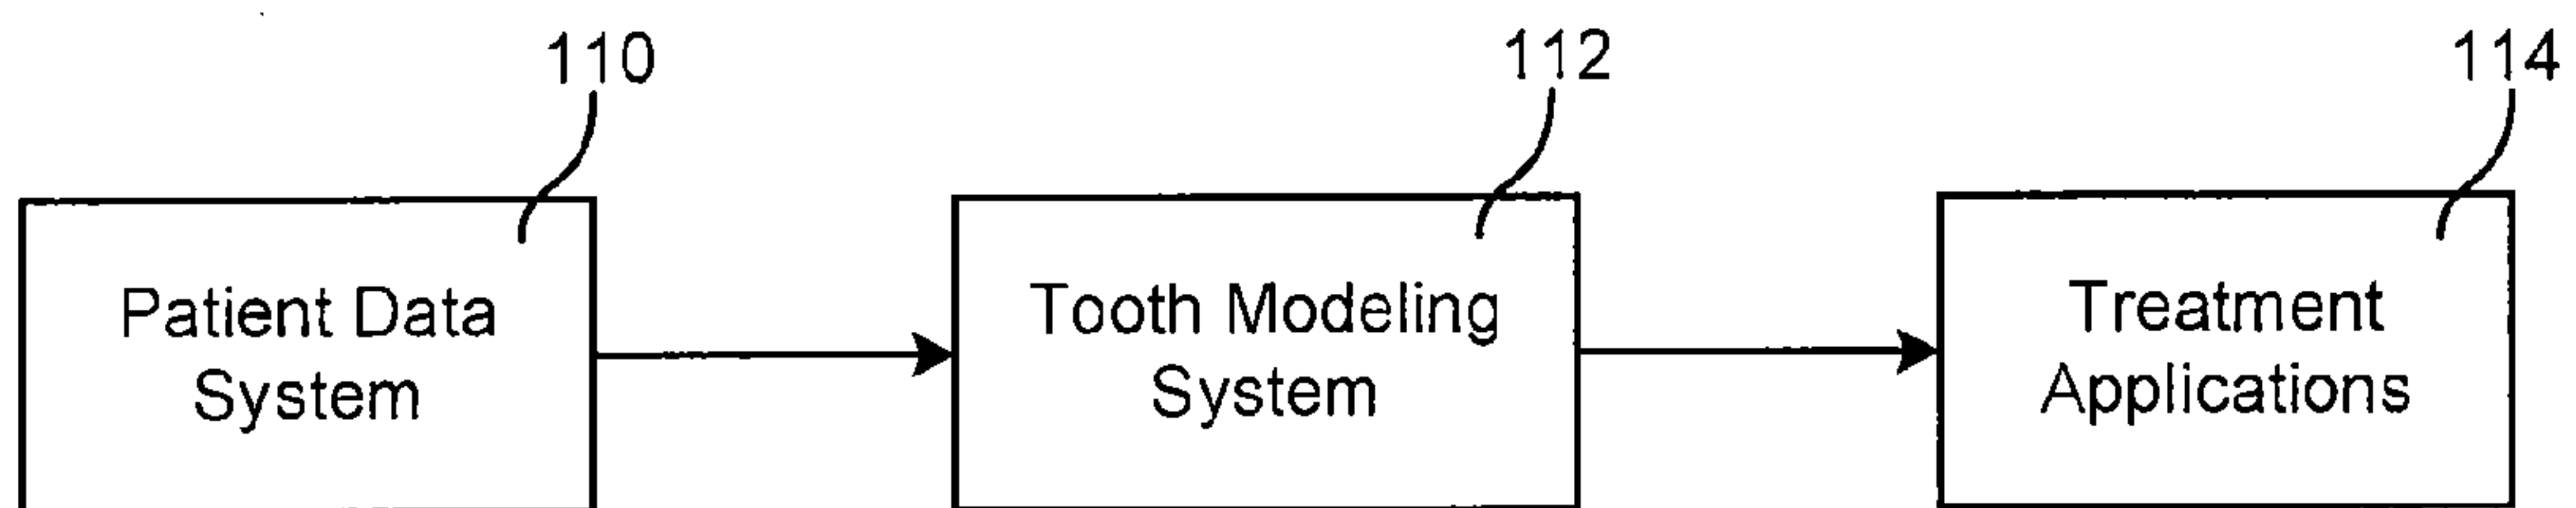 110
112
114
Patient Data
System
Tooth Modeling
System
Treatment
Applications